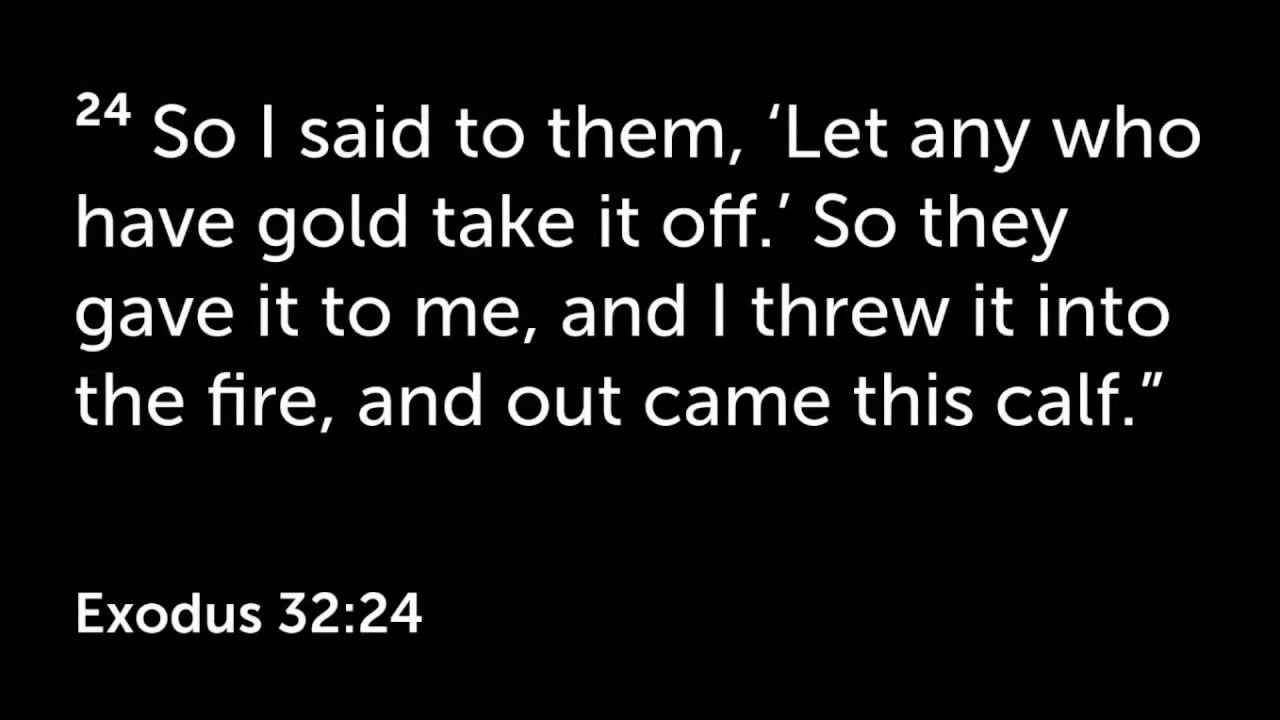 24 So I said to them, ‘Let any who
have gold take it off.’ So they
gave it to me, and I threw it into
the fire, and out came this calf.”
Exodus 32:24